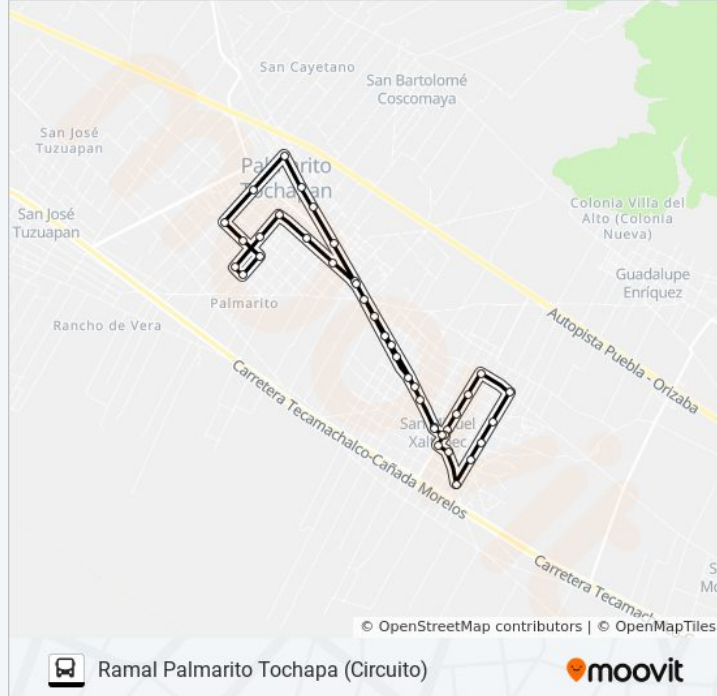 San Cayetano
San Bartolomé
Coscomaya
San José
Tuzuapan
Palmarito
Tochapan
San José
Tuzuapan
Colonia Villa del
Alto (Colonia
Nueva)
Guadalupe
Enríquez
Palmarito
Rancho de Vera
Autopista Puebla - Orizaba
Carretera Tecamachalco-Cañada Morelos
San Miguel
Carretera
© OpenStreetMap contributors | © OpenMapTiles
Ramal Palmarito Tochapa (Circuito)
moovit